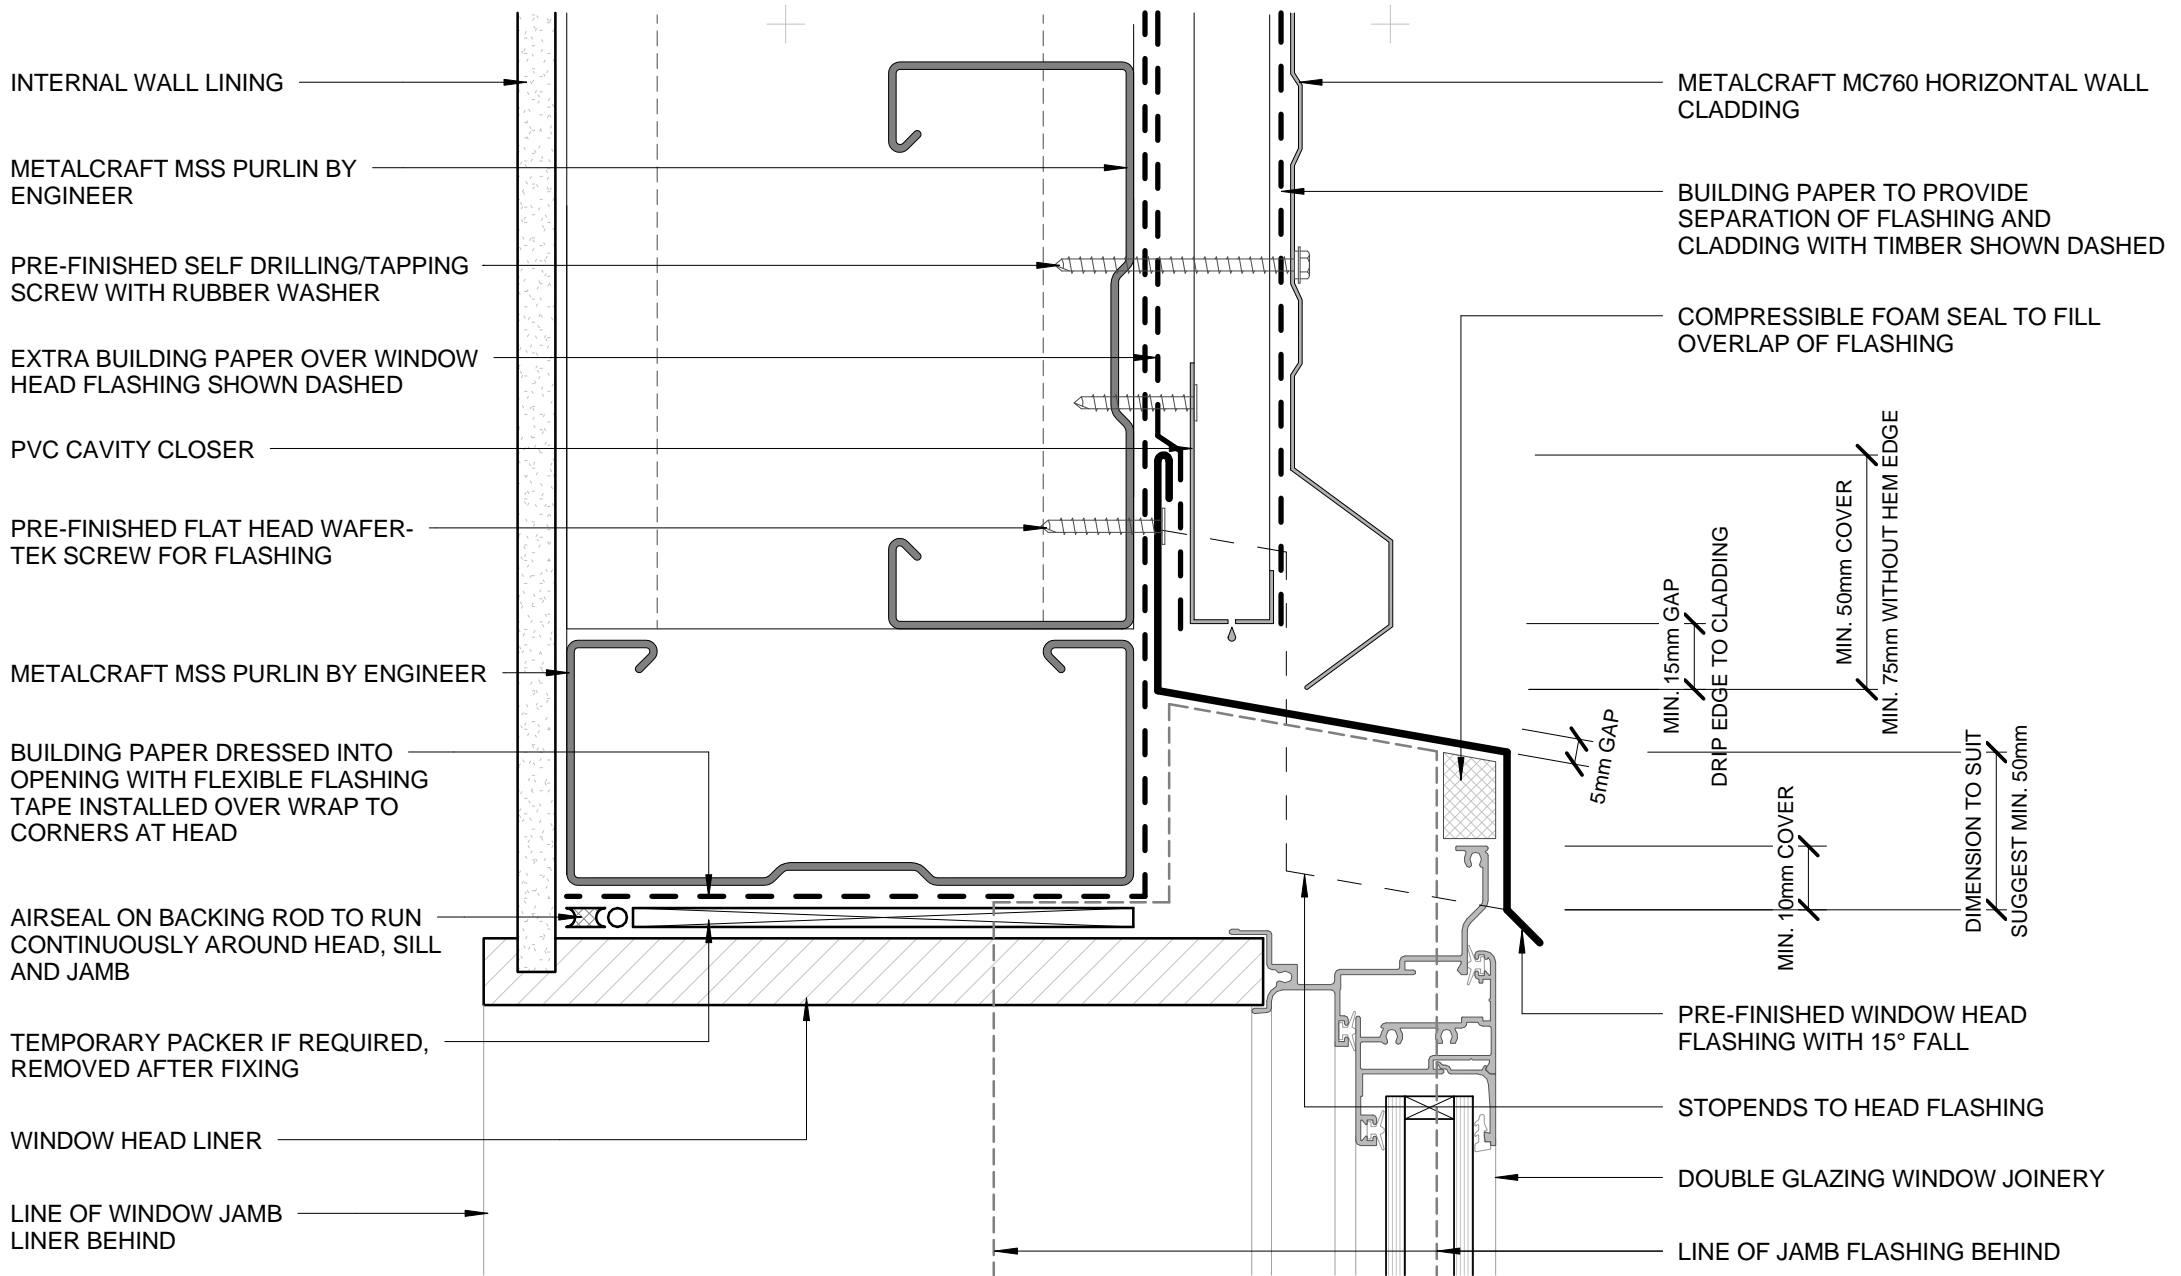 INTERNAL WALL LINING
METALCRAFT MSS PURLIN BY
ENGINEER
PRE-FINISHED SELF DRILLING/TAPPING
SCREW WITH RUBBER WASHER
EXTRA BUILDING PAPER OVER WINDOW
HEAD FLASHING SHOWN DASHED
PVC CAVITY CLOSER
PRE-FINISHED FLAT HEAD WAFER-
TEK SCREW FOR FLASHING
METALCRAFT MSS PURLIN BY ENGINEER
BUILDING PAPER DRESSED INTO
OPENING WITH FLEXIBLE FLASHING
TAPE INSTALLED OVER WRAP TO
CORNERS AT HEAD
AIRSEAL ON BACKING ROD TO RUN
CONTINUOUSLY AROUND HEAD, SILL
AND JAMB
TEMPORARY PACKER IF REQUIRED,
REMOVED AFTER FIXING
WINDOW HEAD LINER
LINE OF WINDOW JAMB
LINER BEHIND
METALCRAFT MC760 HORIZONTAL WALL
CLADDING
BUILDING PAPER TO PROVIDE
SEPARATION OF FLASHING AND
CLADDING WITH TIMBER SHOWN DASHED
COMPRESSIBLE FOAM SEAL TO FILL
OVERLAP OF FLASHING
5mm GAP
MIN. 15mm GAP
DRIP EDGE TO CLADDING
MIN. 50mm COVER
MIN. 75mm WITHOUT HEM EDGE
MIN. 10mm COVER
DIMENSION TO SUIT
SUGGEST MIN. 50mm
PRE-FINISHED WINDOW HEAD
FLASHING WITH 15° FALL
STOPENDS TO HEAD FLASHING
DOUBLE GLAZING WINDOW JOINERY
LINE OF JAMB FLASHING BEHIND